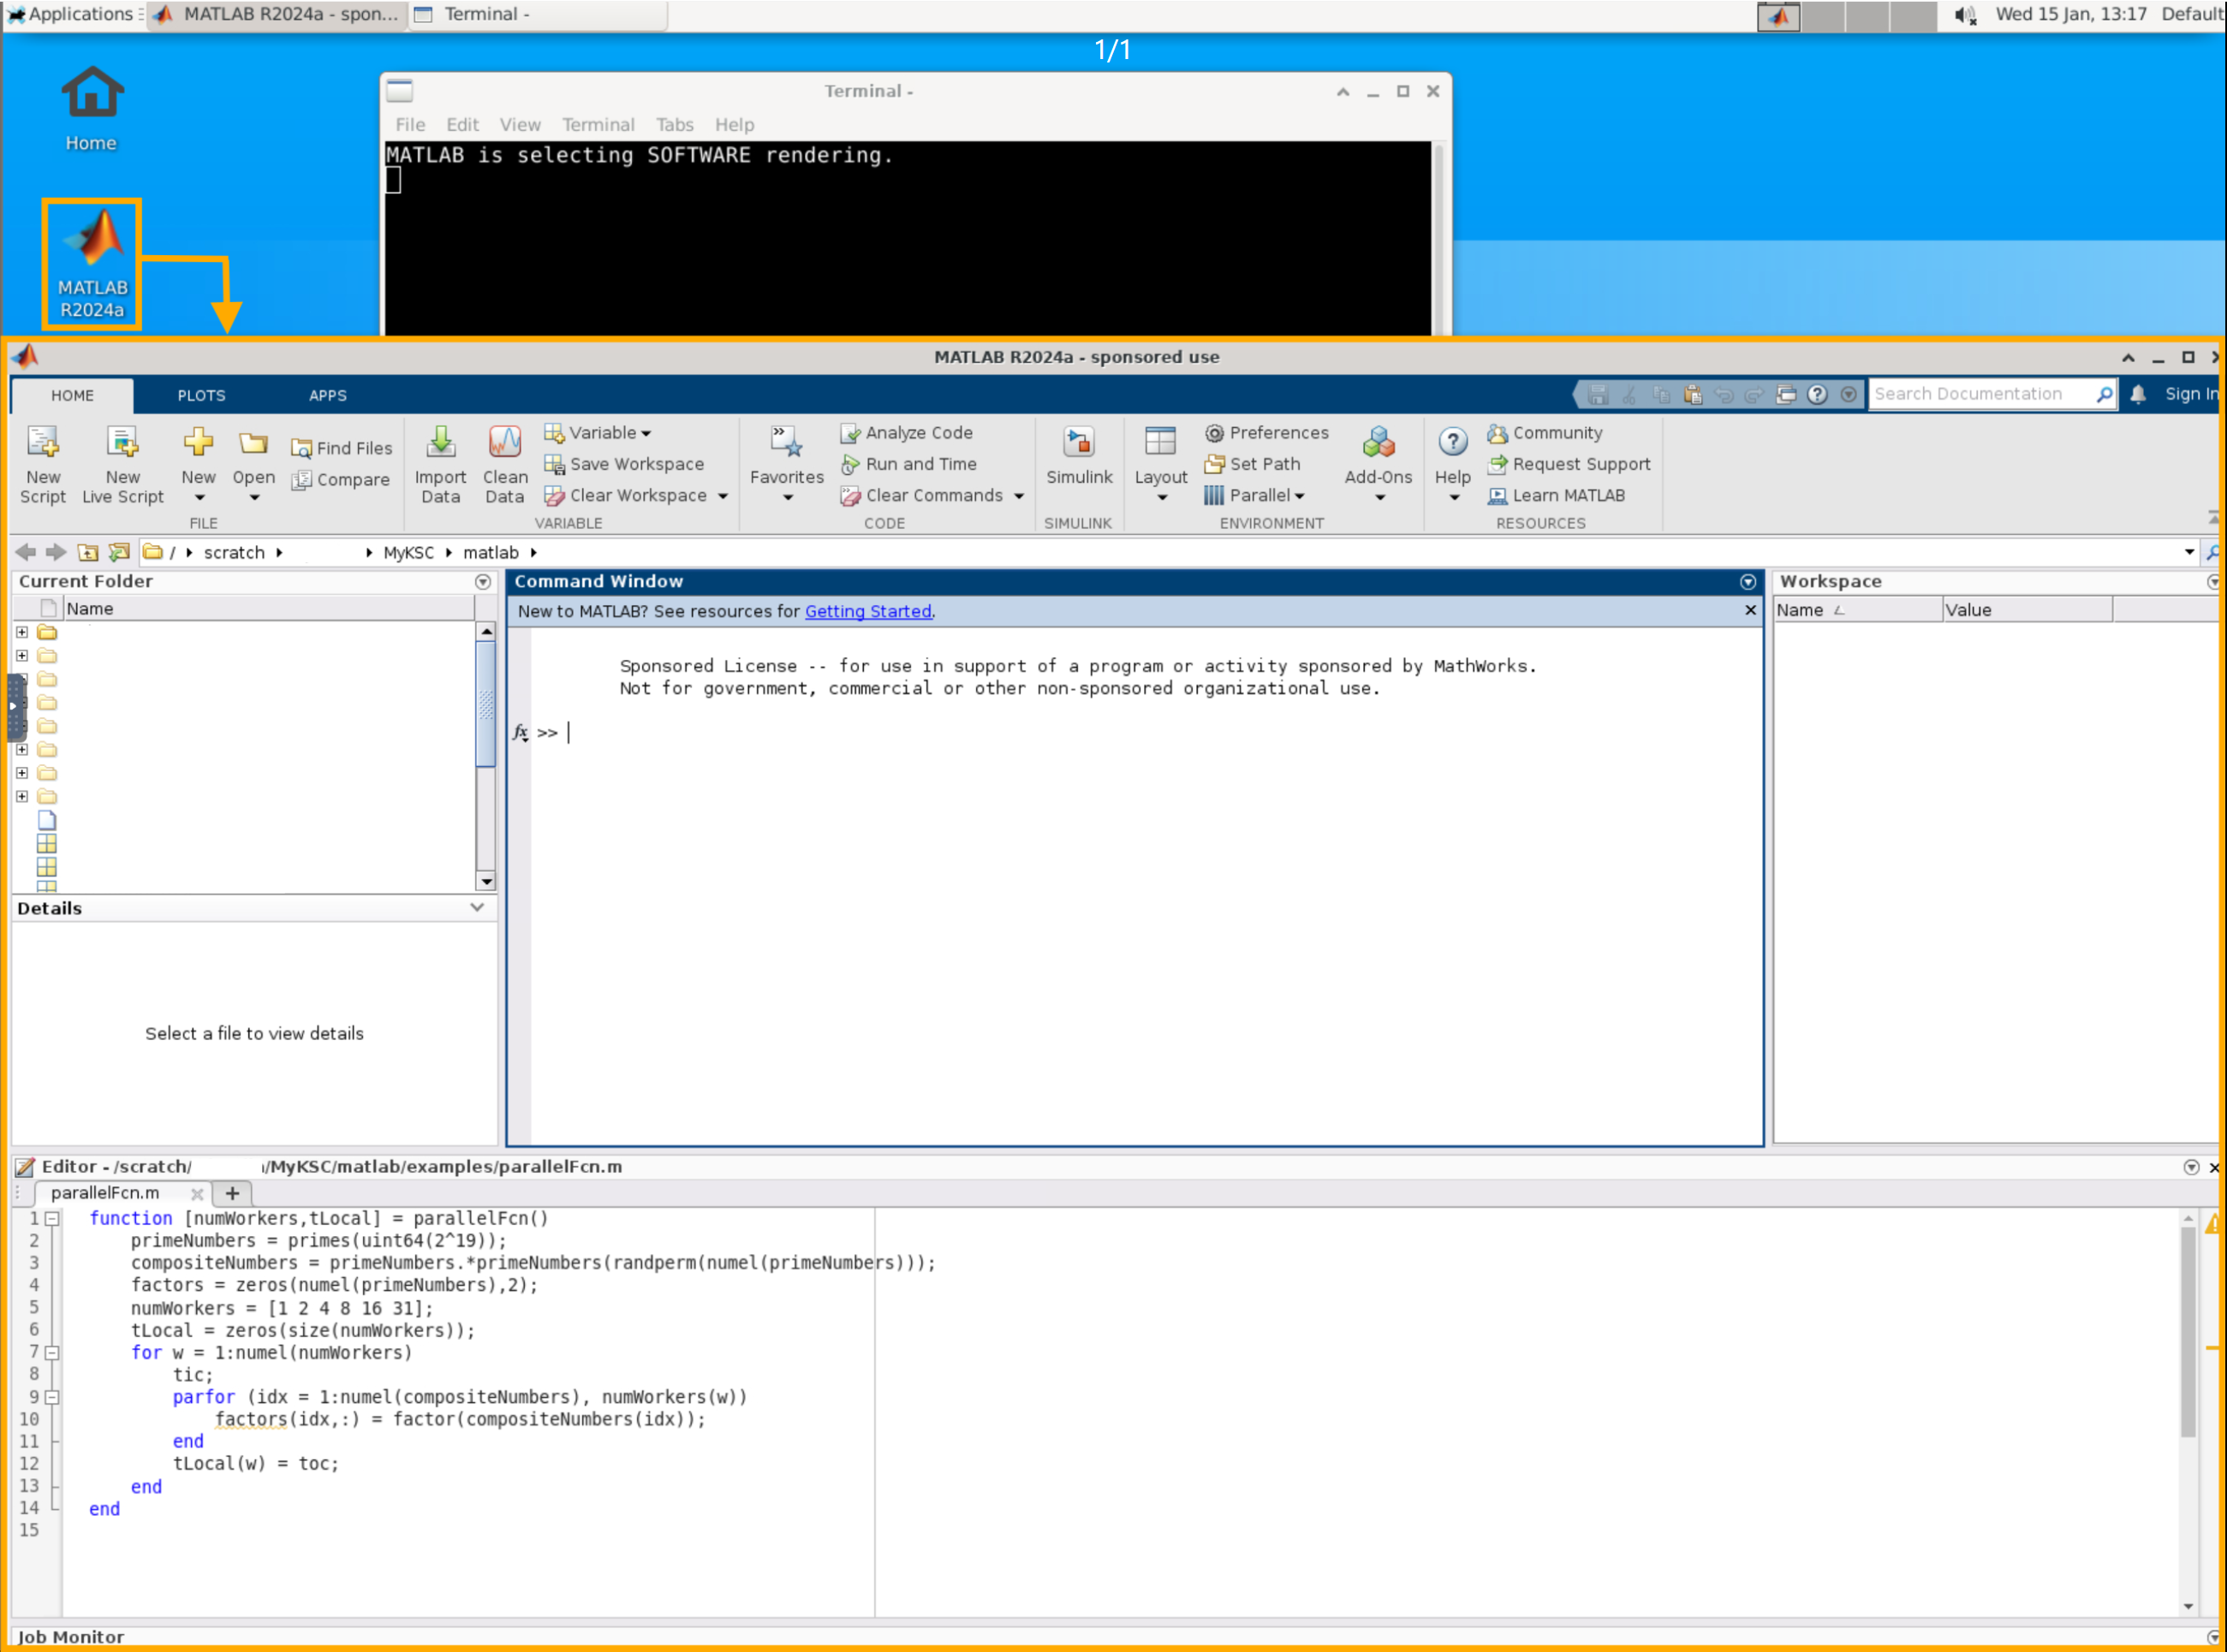 Applications
MATLAB R2024a - spon...
Terminal -
Wed 15 Jan, 13:17 Default
1/1
Home
MATLAB
R2024a
Terminal -
File Edit View Terminal Tabs Help
MATLAB is selecting SOFTWARE rendering.
MATLAB R2024a - sponsored use
HOME PLOTS APPS
Search Documentation
Sign In
New
Script
New
Live Script
New
Open
Find Files
Compare
FILE
Import
Data
Clean
Data
Variable
Save Workspace
Clear Workspace
VARIABLE
Favorites
Analyze Code
Run and Time
Clear Commands
CODE
Simulink
SIMULINK
Layout
Preferences
Set Path
Parallel
Add-Ons
ENVIRONMENT
Help
Community
Request Support
Learn MATLAB
RESOURCES
/ scratch MyKSC matlab
Current Folder
Name
Details
Select a file to view details
Command Window
New to MATLAB? See resources for Getting Started.
Sponsored License -- for use in support of a program or activity sponsored by MathWorks.
Not for government, commercial or other non-sponsored organizational use.
fx >>
Workspace
Name Value
Editor - /scratch/ /MyKSC/matlab/examples/parallelFcn.m
parallelFcn.m
1 function [numWorkers,tLocal] = parallelFcn()
2 primeNumbers = primes(uint64(2^19));
3 compositeNumbers = primeNumbers.*primeNumbers(randperm(numel(primeNumbers)));
4 factors = zeros(numel(primeNumbers),2);
5 numWorkers = [1 2 4 8 16 31];
6 tLocal = zeros(size(numWorkers));
7 for w = 1:numel(numWorkers)
8 tic;
9 parfor (idx = 1:numel(compositeNumbers), numWorkers(w))
10 factors(idx,:) = factor(compositeNumbers(idx));
11 end
12 tLocal(w) = toc;
13 end
14 end
15
Job Monitor